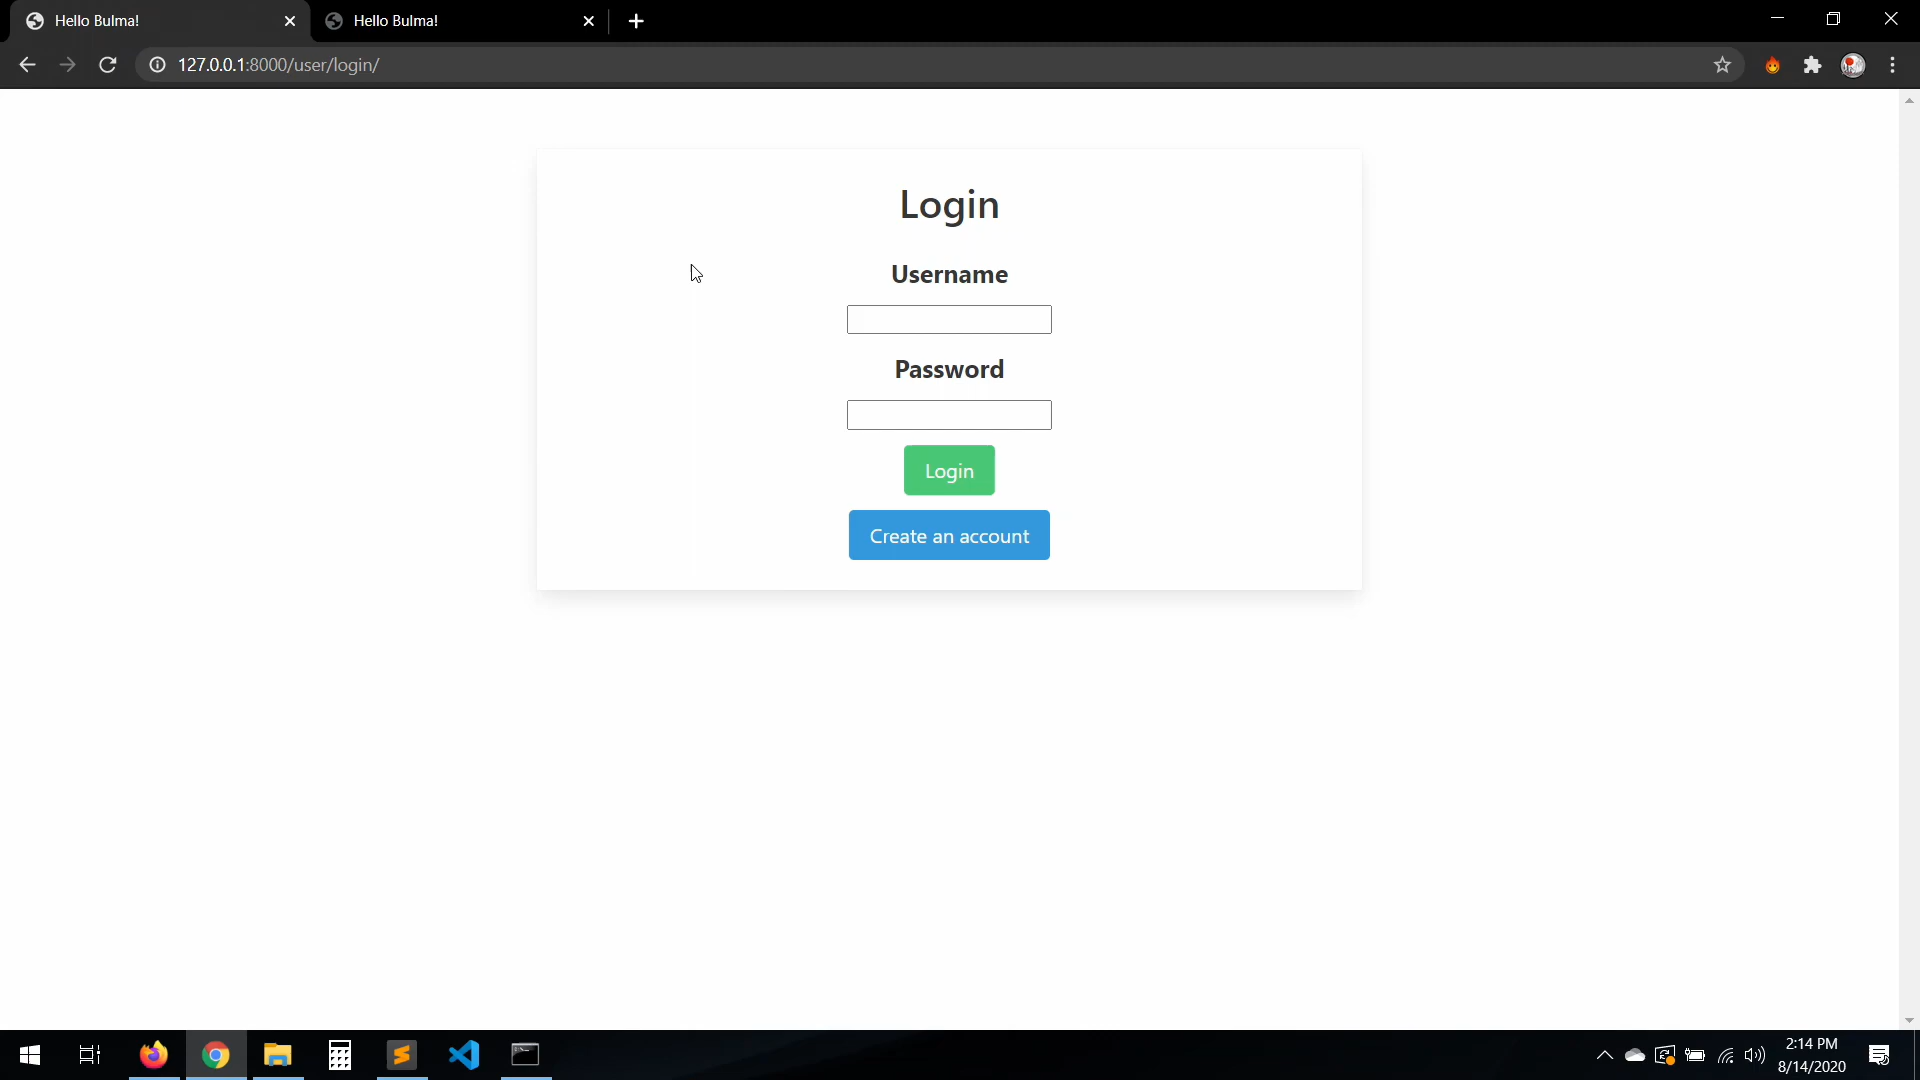 Hello Bulma!
Hello Bulma!
127.0.0.1:8000/user/login/
Login
Username
Password
Login
Create an account
2:14 PM
8/14/2020